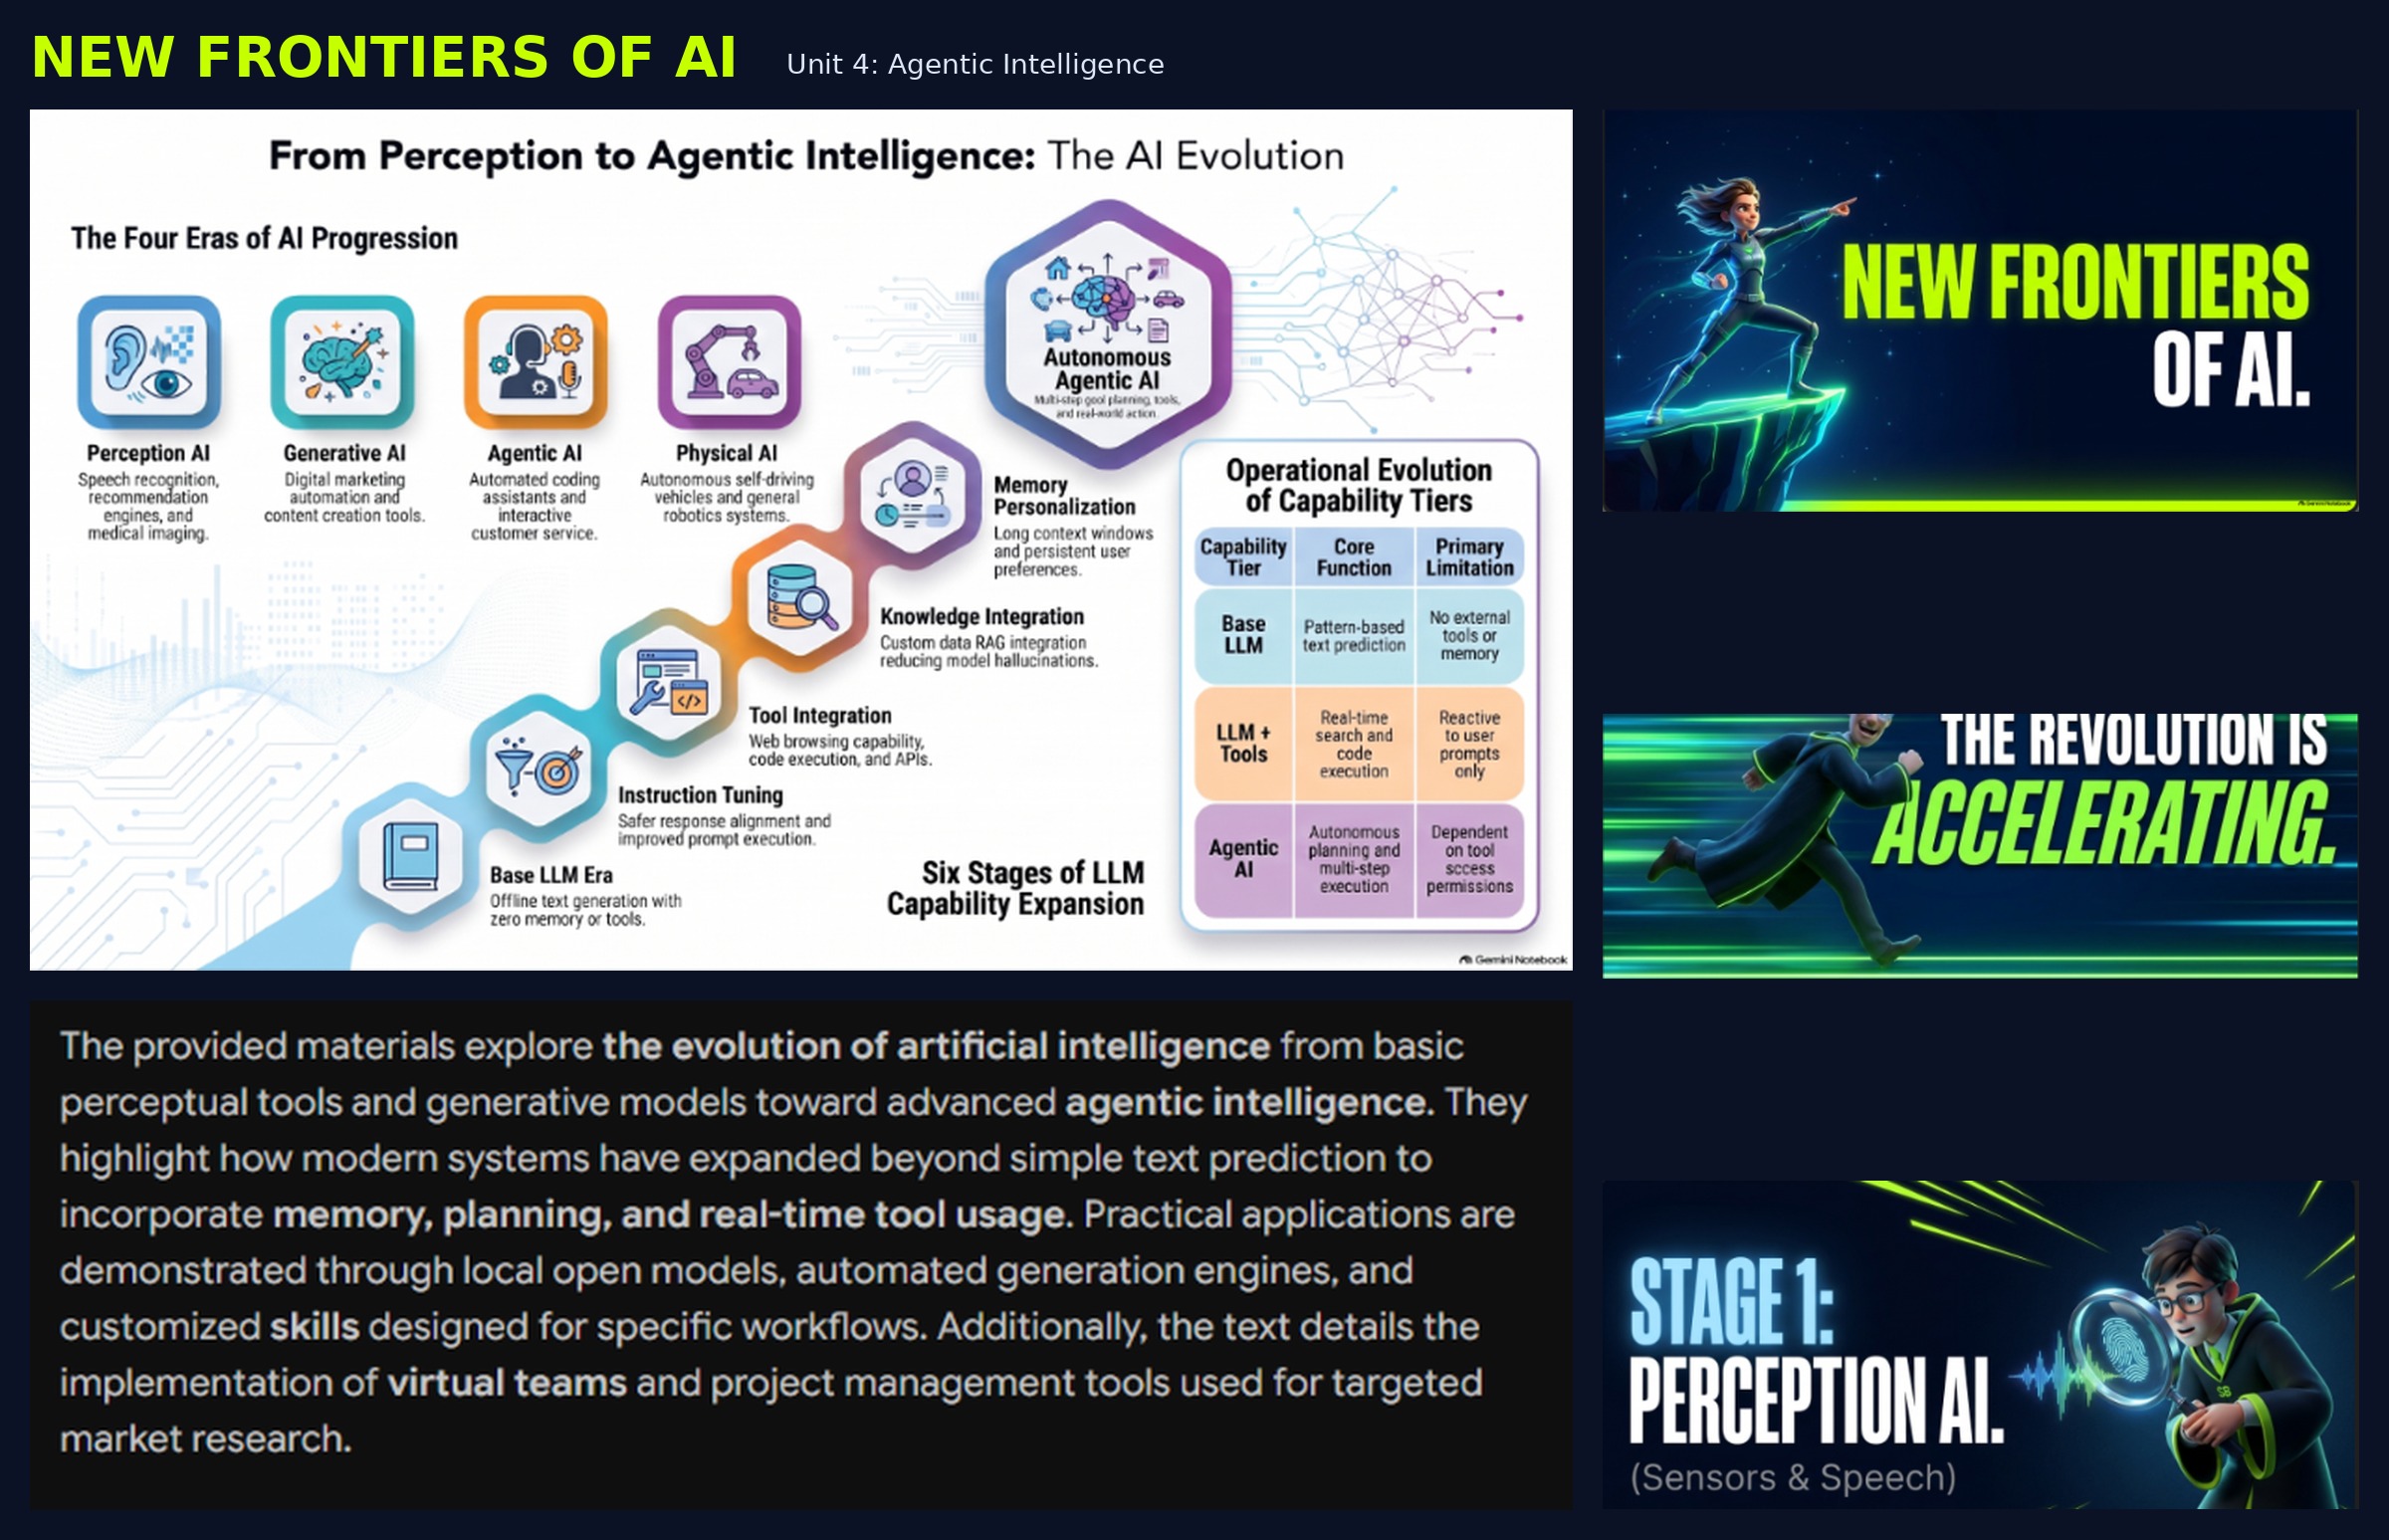 NEW FRONTIERS OF AI
Unit 4: Agentic Intelligence
From Perception to Agentic Intelligence: The AI Evolution
The Four Eras of AI Progression
Perception AI
Speech recognition,
recommendation
engines, and
medical imaging.
Generative AI
Digital marketing
automation and
content creation tools.
Agentic AI
Automated coding
assistants and
interactive
customer service.
Physical AI
Autonomous self-driving
vehicles and general
robotics systems.
Autonomous
Agentic AI
Multi-step goal planning, tools,
and real-world action.
Memory
Personalization
Long context windows
and persistent user
preferences.
Knowledge Integration
Custom data RAG integration
reducing model hallucinations.
Tool Integration
Web browsing capability,
code execution, and APIs.
Instruction Tuning
Safer response alignment and
improved prompt execution.
Base LLM Era
Offline text generation with
zero memory or tools.
Six Stages of LLM
Capability Expansion
Operational Evolution
of Capability Tiers
Capability
Tier
Core
Function
Primary
Limitation
Base
LLM
Pattern-based
text prediction
No external
tools or
memory
LLM +
Tools
Real-time
search and
code
execution
Reactive
to user
prompts
only
Agentic
AI
Autonomous
planning and
multi-step
execution
Dependent
on tool
sccess
permissions
Gemini Notebook
The provided materials explore the evolution of artificial intelligence from basic
perceptual tools and generative models toward advanced agentic intelligence. They
highlight how modern systems have expanded beyond simple text prediction to
incorporate memory, planning, and real-time tool usage. Practical applications are
demonstrated through local open models, automated generation engines, and
customized skills designed for specific workflows. Additionally, the text details the
implementation of virtual teams and project management tools used for targeted
market research.
NEW FRONTIERS
OF AI.
Gemini Notebook
THE REVOLUTION IS
ACCELERATING.
STAGE 1:
PERCEPTION AI.
(Sensors & Speech)
SB